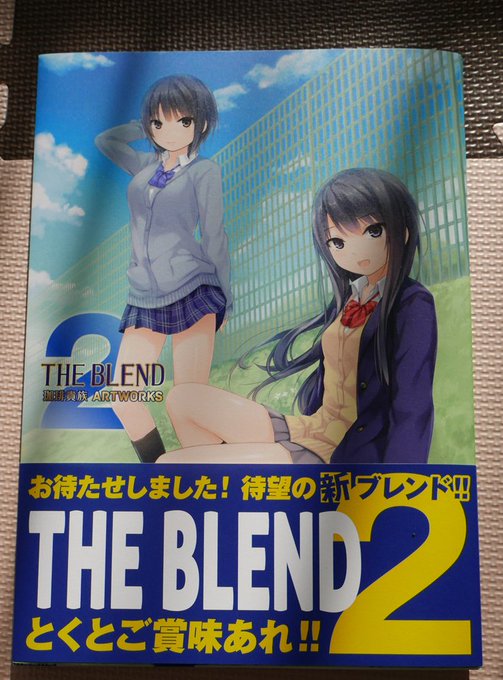 2
THE BLEND
珈琲貴族 ARTWORKS
お待たせしました! 待望の新ブレンド!!
THE BLEND 2
とくとご賞味あれ!!